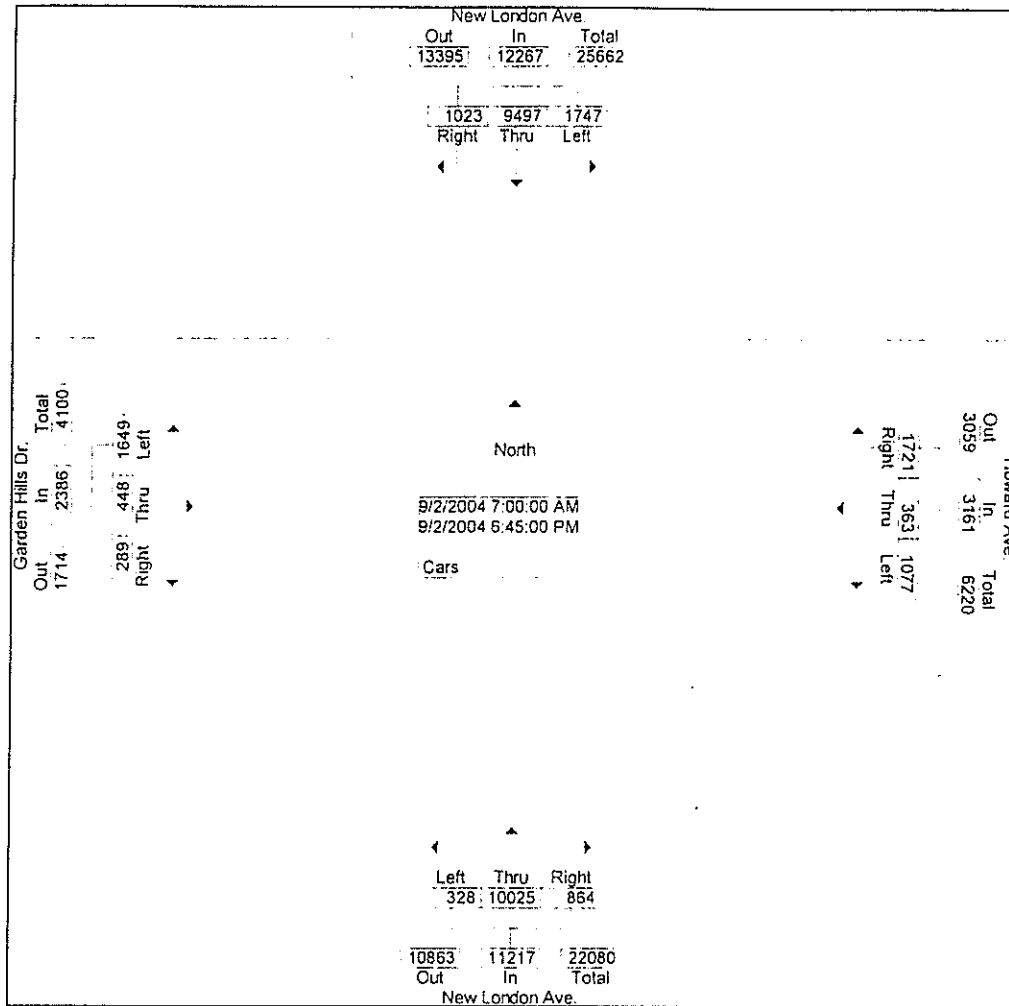 New London Ave.
Out In Total
13395 12267 25662
1023 9497 1747
Right Thru Left
Garden Hills Dr.
Out In Total
1714 2386 4100
289 448 1649
Right Thru Left
North
9/2/2004 7:00:00 AM
9/2/2004 6:45:00 PM
Cars
Out In Total
3059 3161 6220
1721 363 1077
Right Thru Left
Ave.
Left Thru Right
328 10025 864
10863 11217 22080
Out In Total
New London Ave.